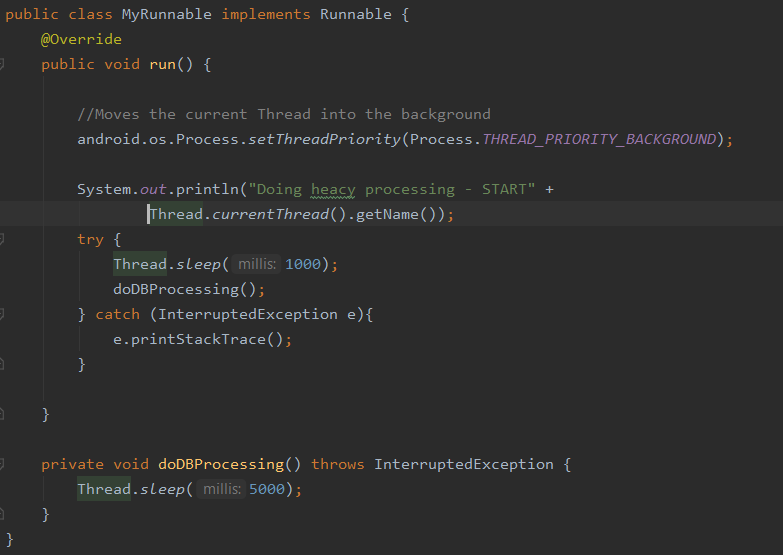 public class MyRunnable implements Runnable {
    @Override
    public void run() {

        //Moves the current Thread into the background
        android.os.Process.setThreadPriority(Process.THREAD_PRIORITY_BACKGROUND);

        System.out.println("Doing heacy processing - START" +
                Thread.currentThread().getName());
        try {
            Thread.sleep( millis: 1000);
            doDBProcessing();
        } catch (InterruptedException e){
            e.printStackTrace();
        }

    }

    private void doDBProcessing() throws InterruptedException {
        Thread.sleep( millis: 5000);
    }
}